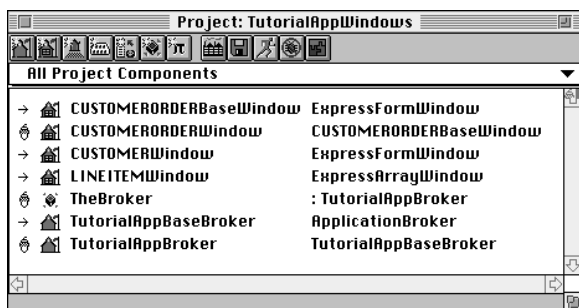 Project: TutorialAppWindows
π
All Project Components
CUSTOMERORDERBaseWindow ExpressFormWindow
CUSTOMERORDERWindow CUSTOMERORDERBaseWindow
CUSTOMERWindow ExpressFormWindow
LINEITEMWindow ExpressArrayWindow
TheBroker : TutorialAppBroker
TutorialAppBaseBroker ApplicationBroker
TutorialAppBroker TutorialAppBaseBroker